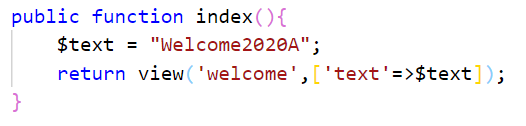 public function index(){
    $text = "Welcome2020A";
    return view('welcome',['text'=>$text]);
}